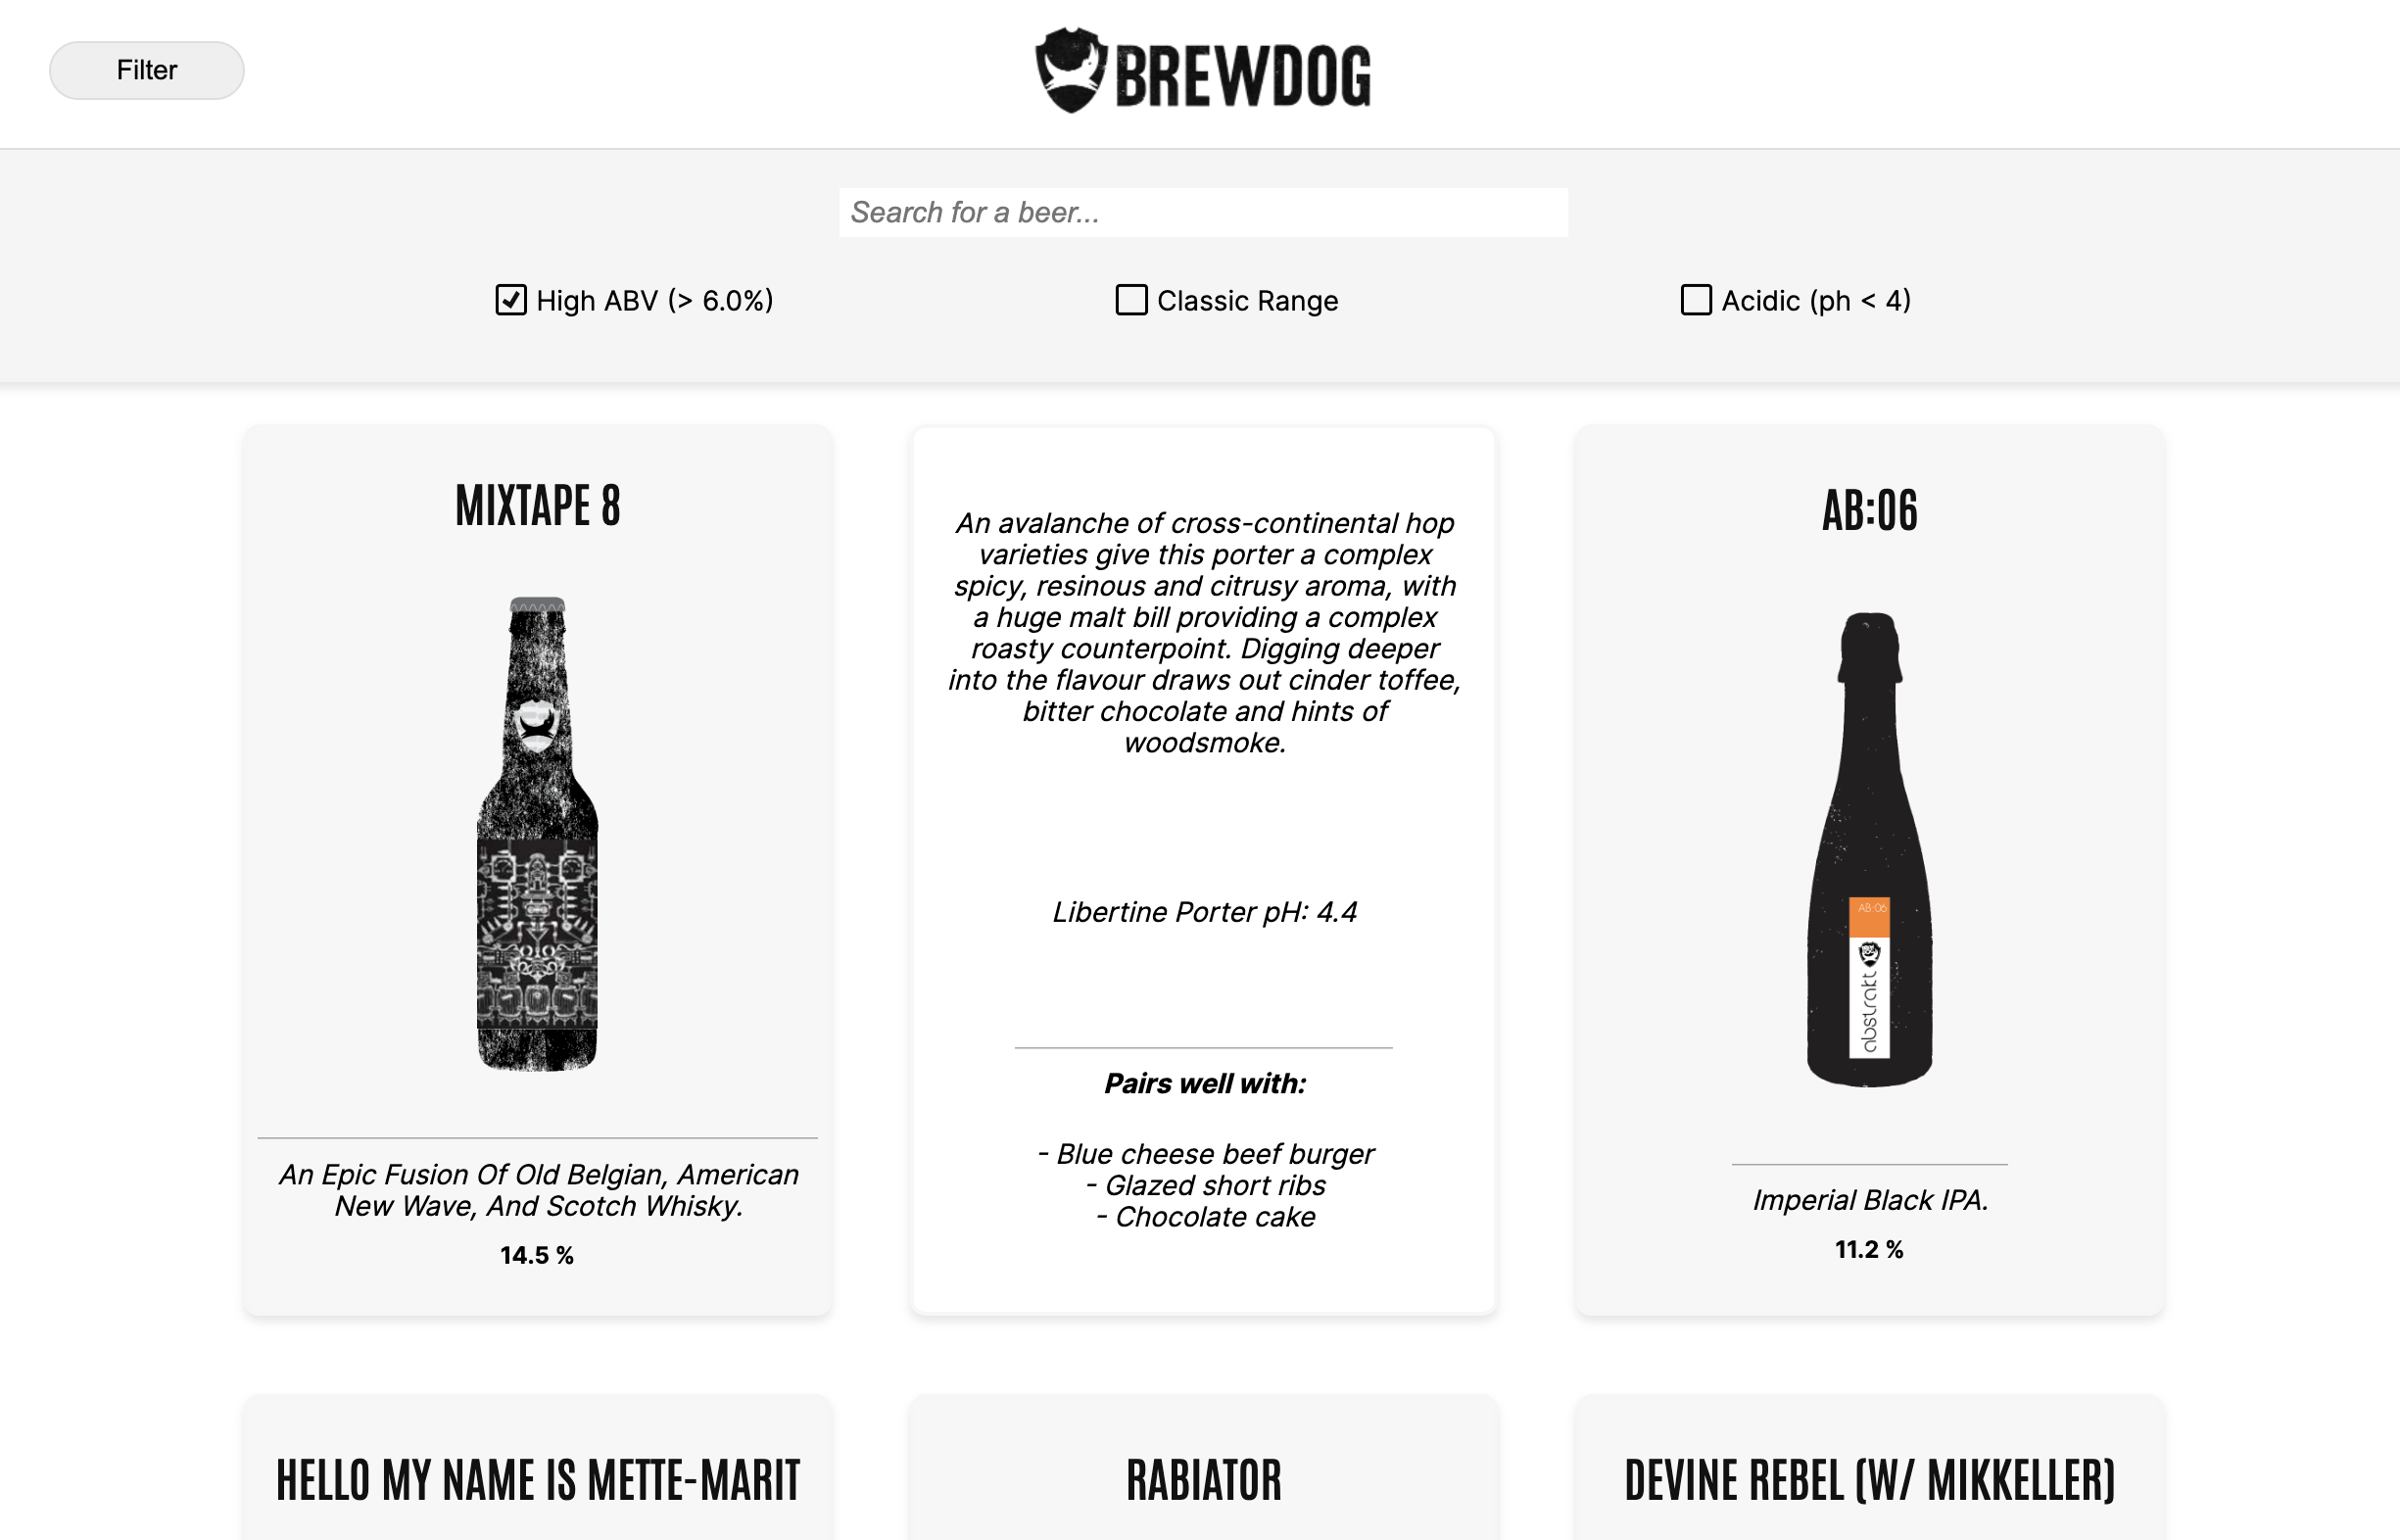 Filter
BREWDOG
Search for a beer...
High ABV (> 6.0%)
Classic Range
Acidic (ph < 4)
MIXTAPE 8
An Epic Fusion Of Old Belgian, American
New Wave, And Scotch Whisky.
14.5 %
An avalanche of cross-continental hop
varieties give this porter a complex
spicy, resinous and citrusy aroma, with
a huge malt bill providing a complex
roasty counterpoint. Digging deeper
into the flavour draws out cinder toffee,
bitter chocolate and hints of
woodsmoke.
Libertine Porter pH: 4.4
Pairs well with:
- Blue cheese beef burger
- Glazed short ribs
- Chocolate cake
AB:06
AB:06
abstrakt
Imperial Black IPA.
11.2 %
HELLO MY NAME IS METTE-MARIT
RABIATOR
DEVINE REBEL (W/ MIKKELLER)